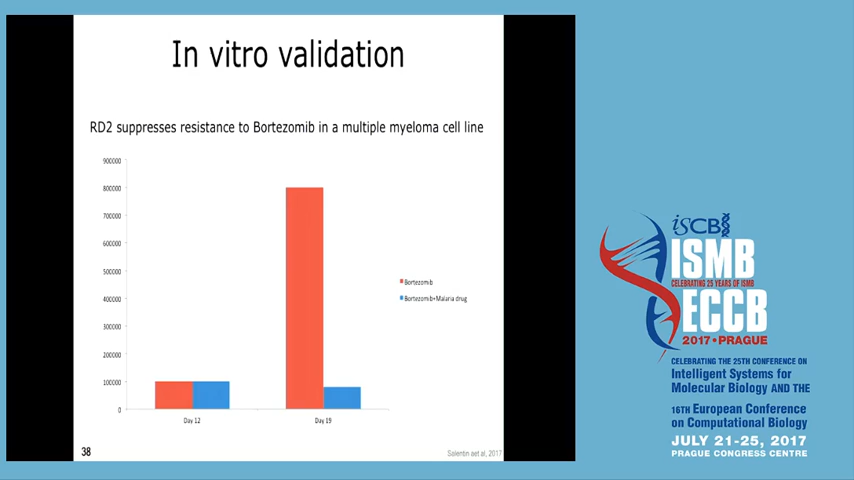 In vitro validation
RD2 suppresses resistance to Bortezomib in a multiple myeloma cell line
900000
800000
700000
600000
500000
400000
300000
200000
100000
0
Day 12
Day 19
Bortezomib
Bortezomib+Malaria drug
38
Salentin aet al, 2017
iSCB
ISMB
CELEBRATING 25 YEARS OF ISMB
ECCB
2017 • PRAGUE
CELEBRATING THE 25TH CONFERENCE ON
Intelligent Systems for
Molecular Biology AND THE
16TH European Conference
on Computational Biology
JULY 21-25, 2017
PRAGUE CONGRESS CENTRE